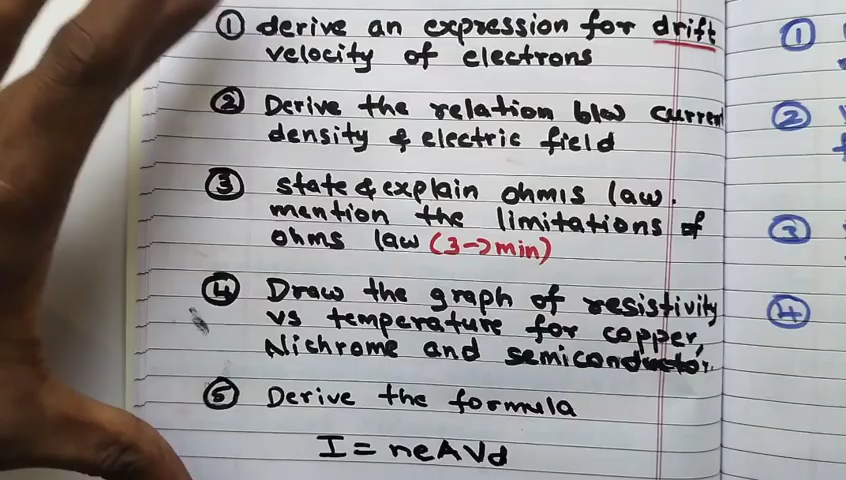 ① derive an expression for drift
velocity of electrons
② Derive the relation b/w current
density & electric field
③ state & explain ohm's law.
mention the limitations of
ohms law (3→min)
④ Draw the graph of resistivity
vs temperature for copper,
Nichrome and semiconductor.
⑤ Derive the formula
I = neAVd
①
②
③
④